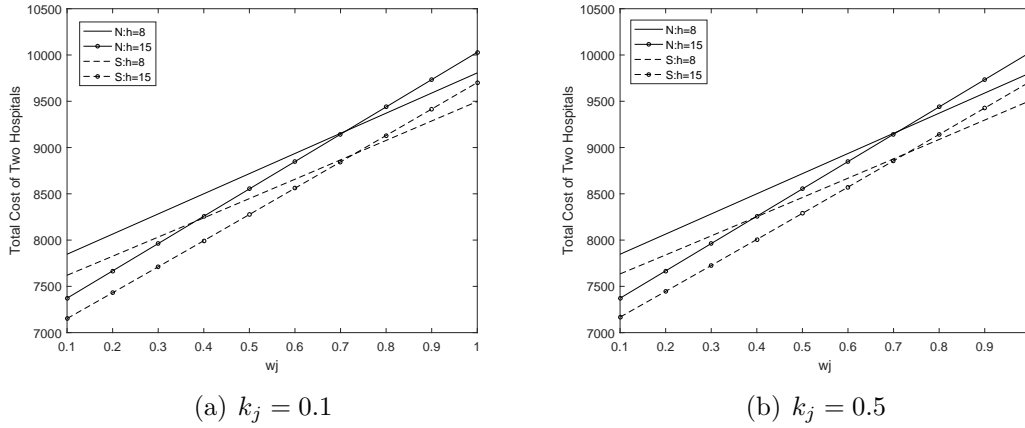 10500
10000
9500
9000
8500
8000
7500
7000
Total Cost of Two Hospitals
N:h=8
N:h=15
S:h=8
S:h=15
0.1 0.2 0.3 0.4 0.5 0.6 0.7 0.8 0.9 1
wj
(a) k_j = 0.1
10500
10000
9500
9000
8500
8000
7500
7000
Total Cost of Two Hospitals
N:h=8
N:h=15
S:h=8
S:h=15
0.1 0.2 0.3 0.4 0.5 0.6 0.7 0.8 0.9
wj
(b) k_j = 0.5